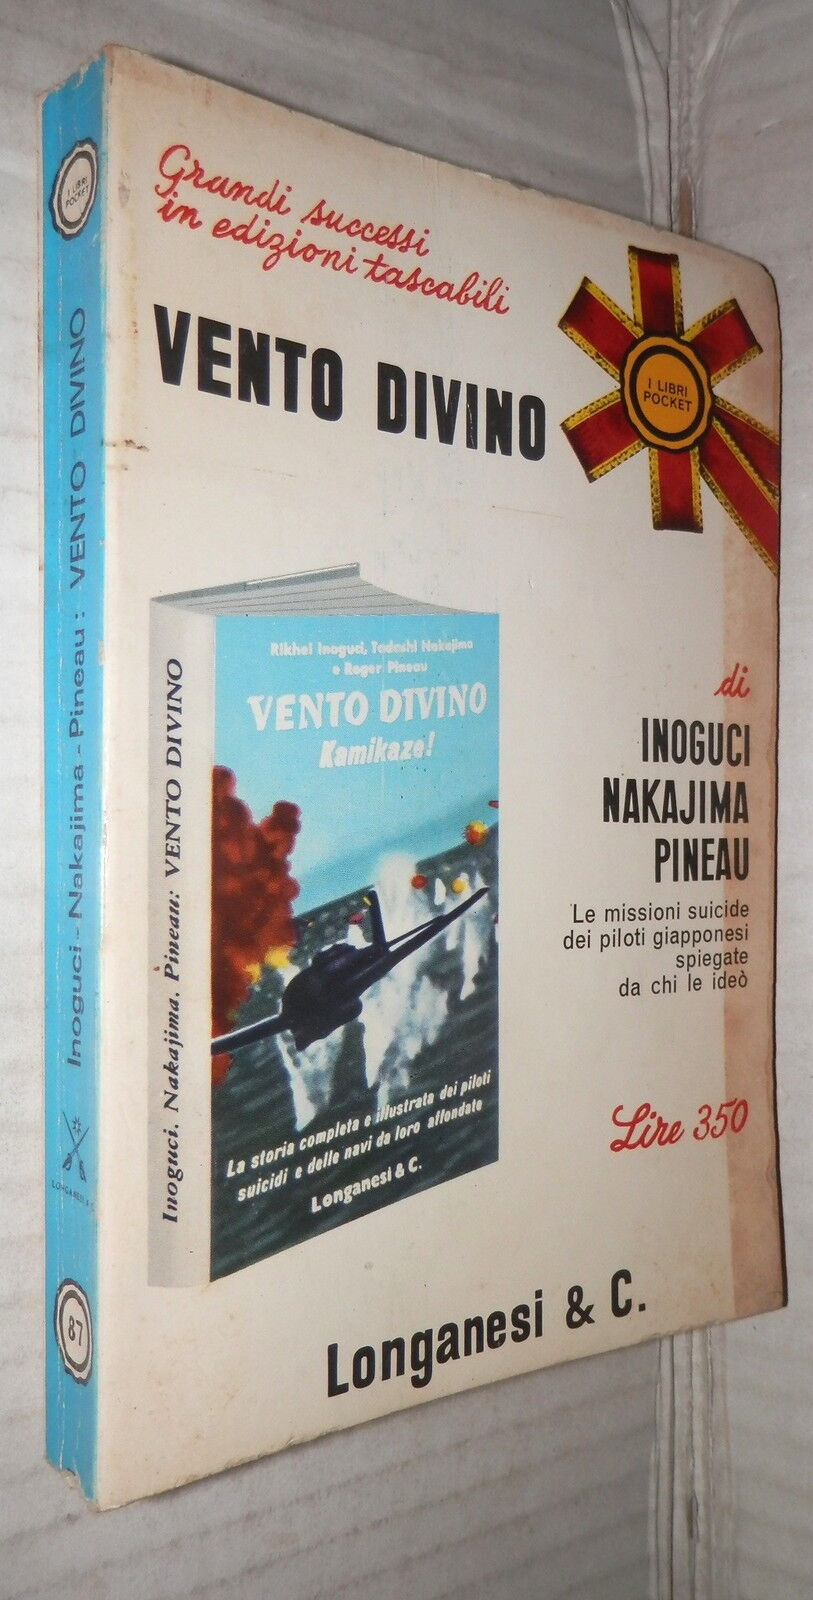 I LIBRI
POCKET
Inoguci - Nakajima - Pineau: VENTO DIVINO
LONGANESI & C.
87
Grandi successi
in edizioni tascabili
VENTO DIVINO
I LIBRI
POCKET
Inoguci, Nakajima, Pineau: VENTO DIVINO
Rikhei Inoguci, Tadashi Nakajima
e Roger Pineau
VENTO DIVINO
Kamikaze!
La storia completa e illustrata dei piloti
suicidi e delle navi da loro affondate
Longanesi & C.
di
INOGUCI
NAKAJIMA
PINEAU
Le missioni suicide
dei piloti giapponesi
spiegate
da chi le ideò
Lire 350
Longanesi & C.